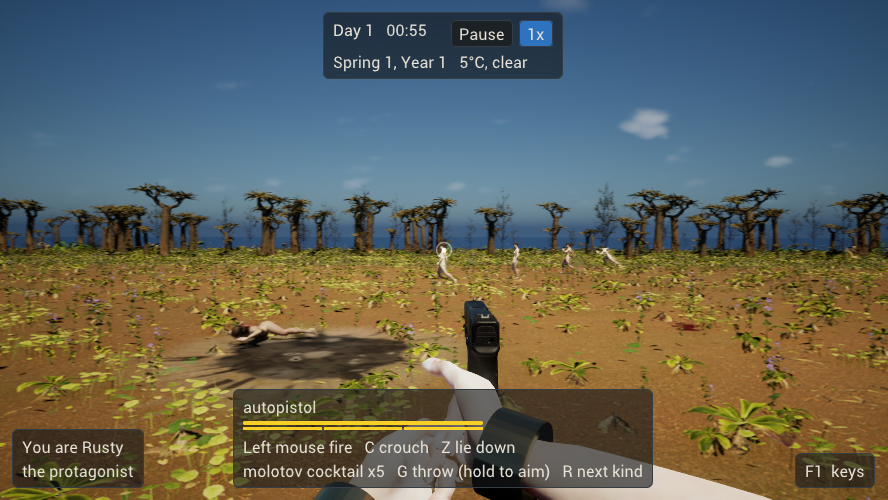 Day 1 00:55 Pause 1x
Spring 1, Year 1 5°C, clear
autopistol
Left mouse fire C crouch Z lie down
molotov cocktail x5 G throw (hold to aim) R next kind
You are Rusty
the protagonist
F1 keys